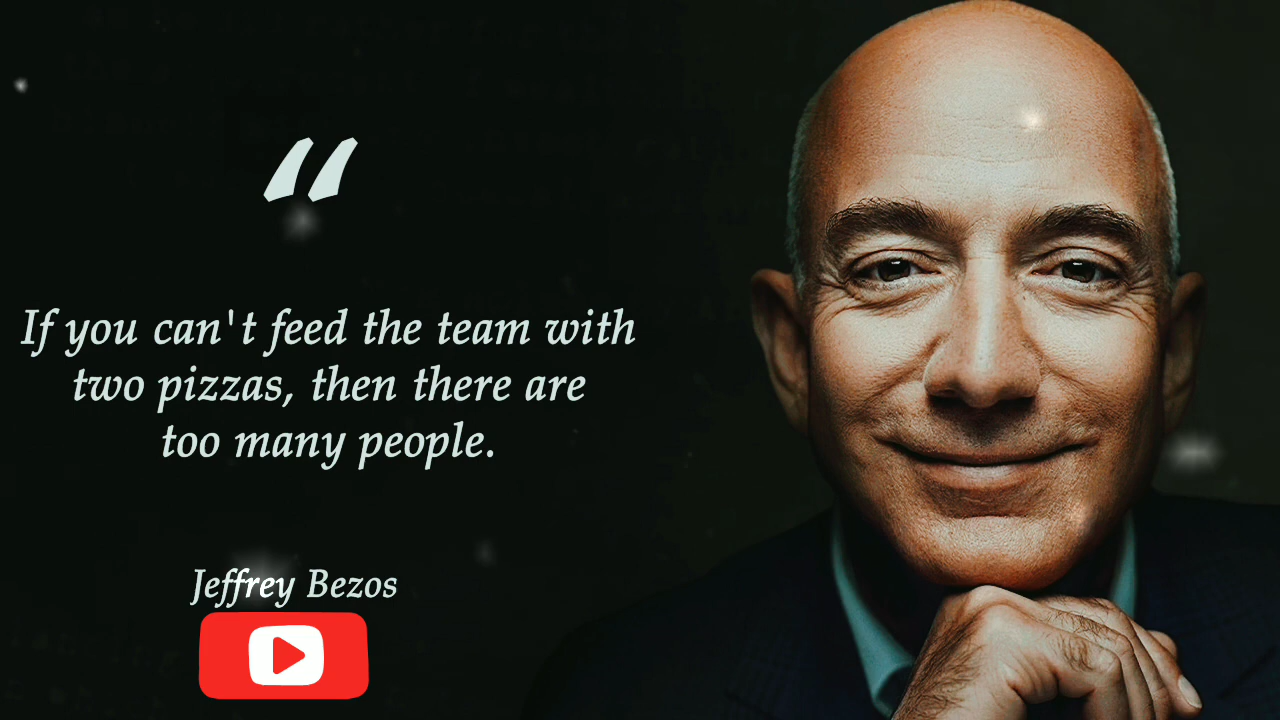 “
If you can't feed the team with
two pizzas, then there are
too many people.
Jeffrey Bezos